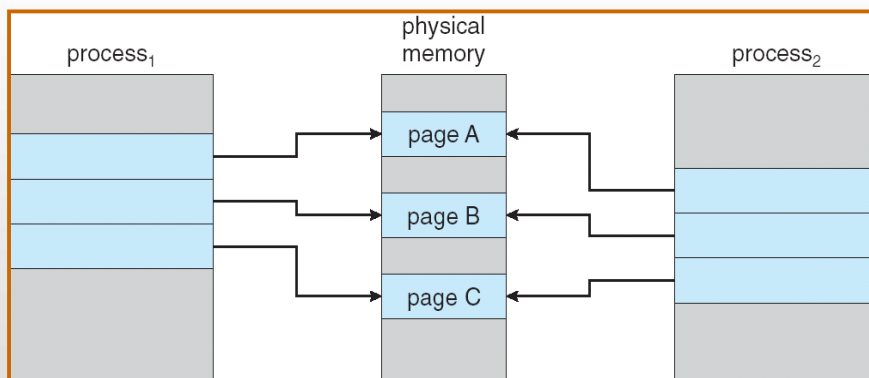 process₁
physical
memory
process₂
page A
page B
page C